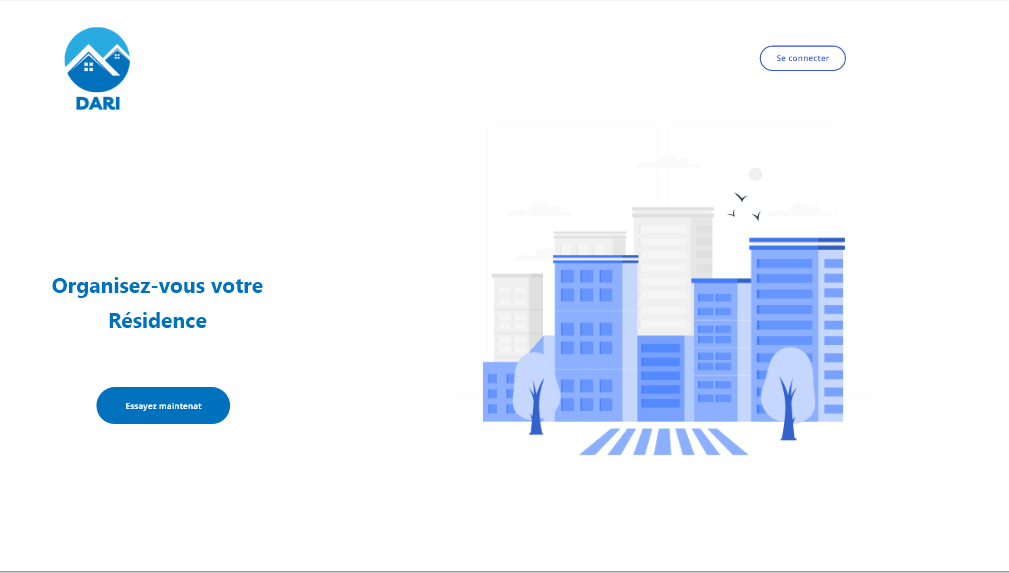 DARI
Se connecter
Organisez-vous votre
Résidence
Essayez maintenat